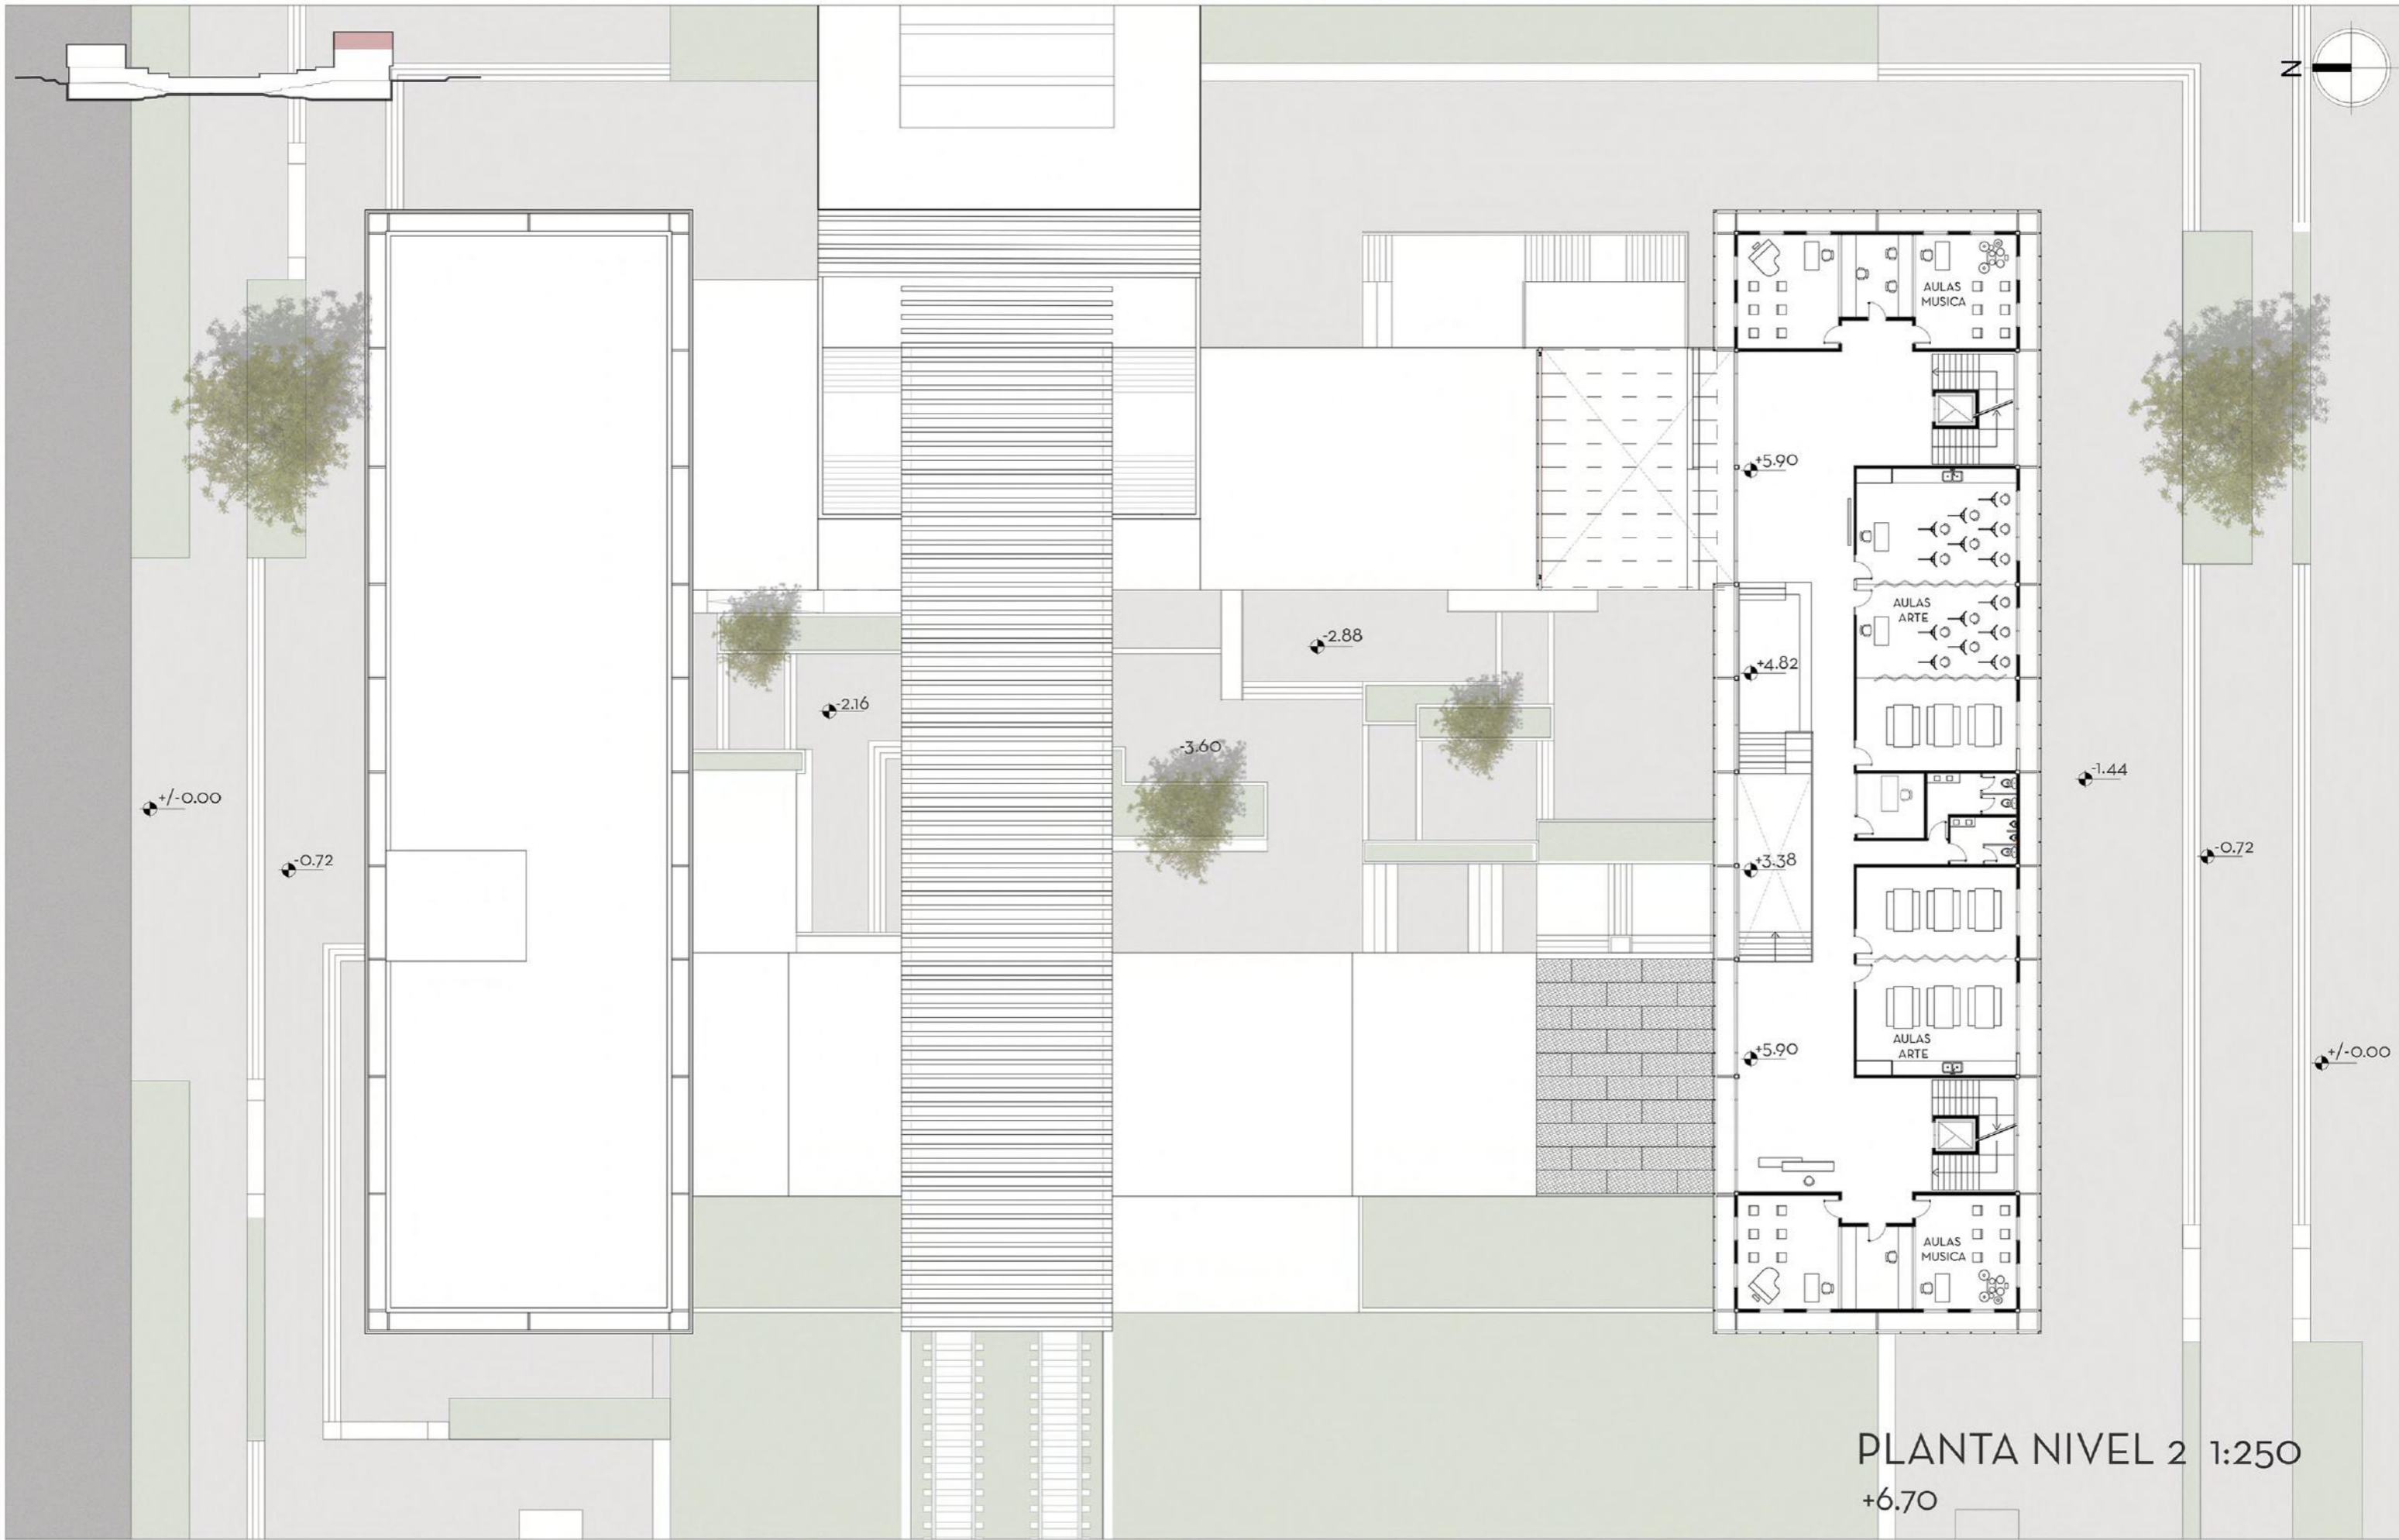 N
AULAS
MUSICA
+5.90
AULAS
ARTE
-2.88
+4.82
-2.16
-3.60
-1.44
+/-0.00
-0.72
+3.38
-0.72
AULAS
ARTE
+5.90
+/-0.00
AULAS
MUSICA
PLANTA NIVEL 2 1:250
+6.70